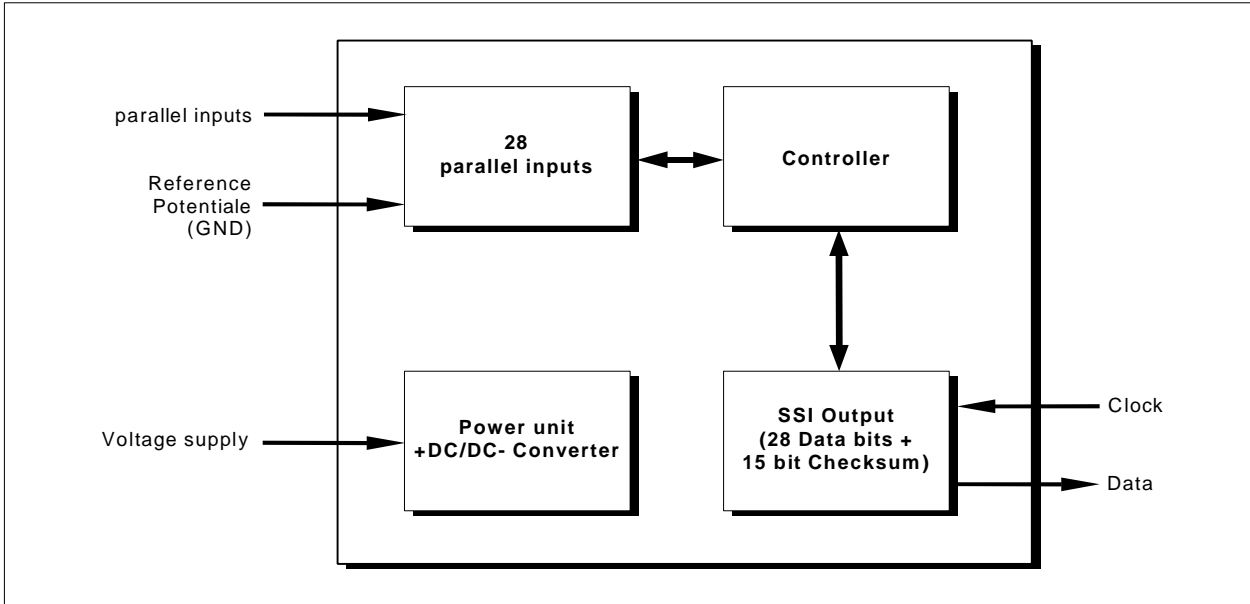 parallel inputs
Reference
Potentiale
(GND)
28
parallel inputs
Controller
Voltage supply
Power unit
+DC/DC- Converter
SSI Output
(28 Data bits +
15 bit Checksum)
Clock
Data